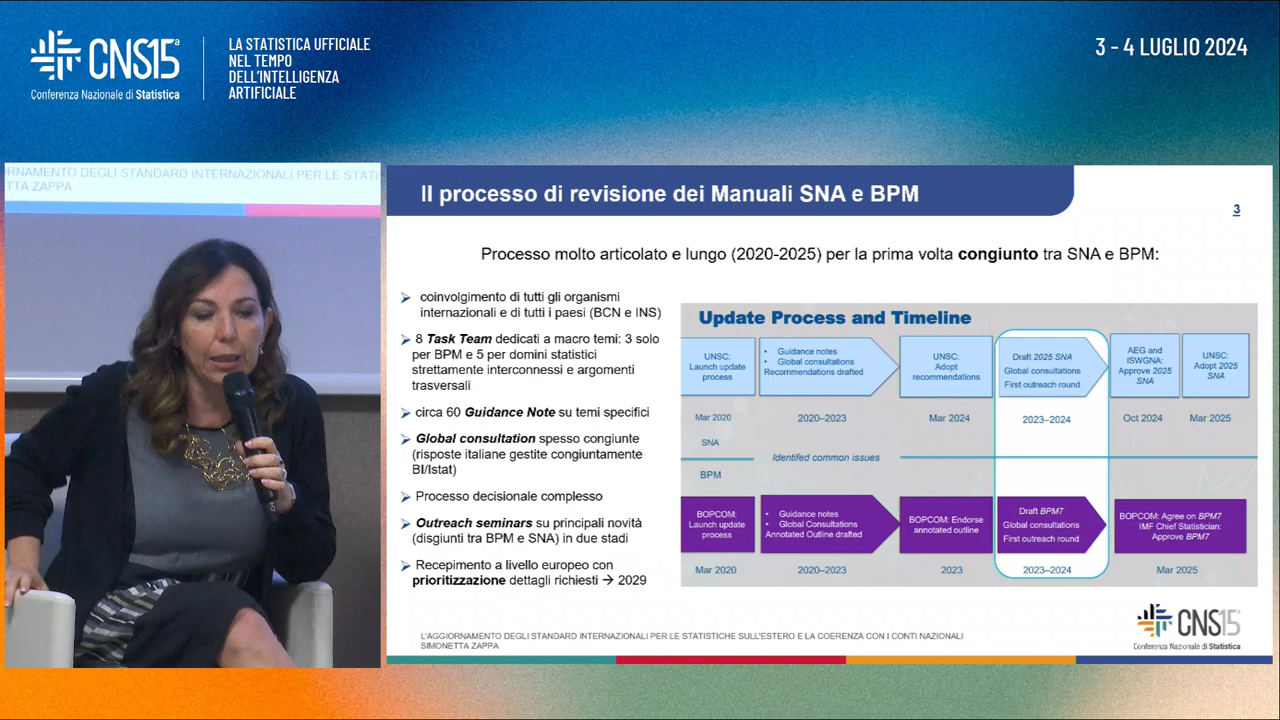 CNS15ª
Conferenza Nazionale di Statistica
LA STATISTICA UFFICIALE
NEL TEMPO
DELL'INTELLIGENZA
ARTIFICIALE
3 - 4 LUGLIO 2024
DEGLI STANDARD INTERNAZIONALI PER LE
ZAPPA
Il processo di revisione dei Manuali SNA e BPM
3
Processo molto articolato e lungo (2020-2025) per la prima volta congiunto tra SNA e BPM:
➢ coinvolgimento di tutti gli organismi
internazionali e di tutti i paesi (BCN e INS)
➢ 8 Task Team dedicati a macro temi: 3 solo
per BPM e 5 per domini statistici
strettamente interconnessi e argomenti
trasversali
➢ circa 60 Guidance Note su temi specifici
➢ Global consultation spesso congiunte
(risposte italiane gestite congiuntamente
BI/Istat)
➢ Processo decisionale complesso
➢ Outreach seminars su principali novità
(disgiunti tra BPM e SNA) in due stadi
➢ Recepimento a livello europeo con
prioritizzazione dettagli richiesti → 2029
Update Process and Timeline
UNSC:
Launch update
process
• Guidance notes
• Global consultations
Recommendations drafted
UNSC:
Adopt
recommendations
Draft 2025 SNA
Global consultations
First outreach round
AEG and
ISWGNA:
Approve 2025
SNA
UNSC:
Adopt 2025
SNA
Mar 2020
2020–2023
Mar 2024
2023–2024
Oct 2024
Mar 2025
SNA
Identifed common issues
BPM
BOPCOM:
Launch update
process
• Guidance notes
• Global Consultations
Annotated Outline drafted
BOPCOM: Endorse
annotated outline
Draft BPM7
Global consultations
First outreach round
BOPCOM: Agree on BPM7
IMF Chief Statistician:
Approve BPM7
Mar 2020
2020–2023
2023
2023–2024
Mar 2025
L'AGGIORNAMENTO DEGLI STANDARD INTERNAZIONALI PER LE STATISTICHE SULL'ESTERO E LA COERENZA CON I CONTI NAZIONALI
SIMONETTA ZAPPA
CNS15ª
Conferenza Nazionale di Statistica